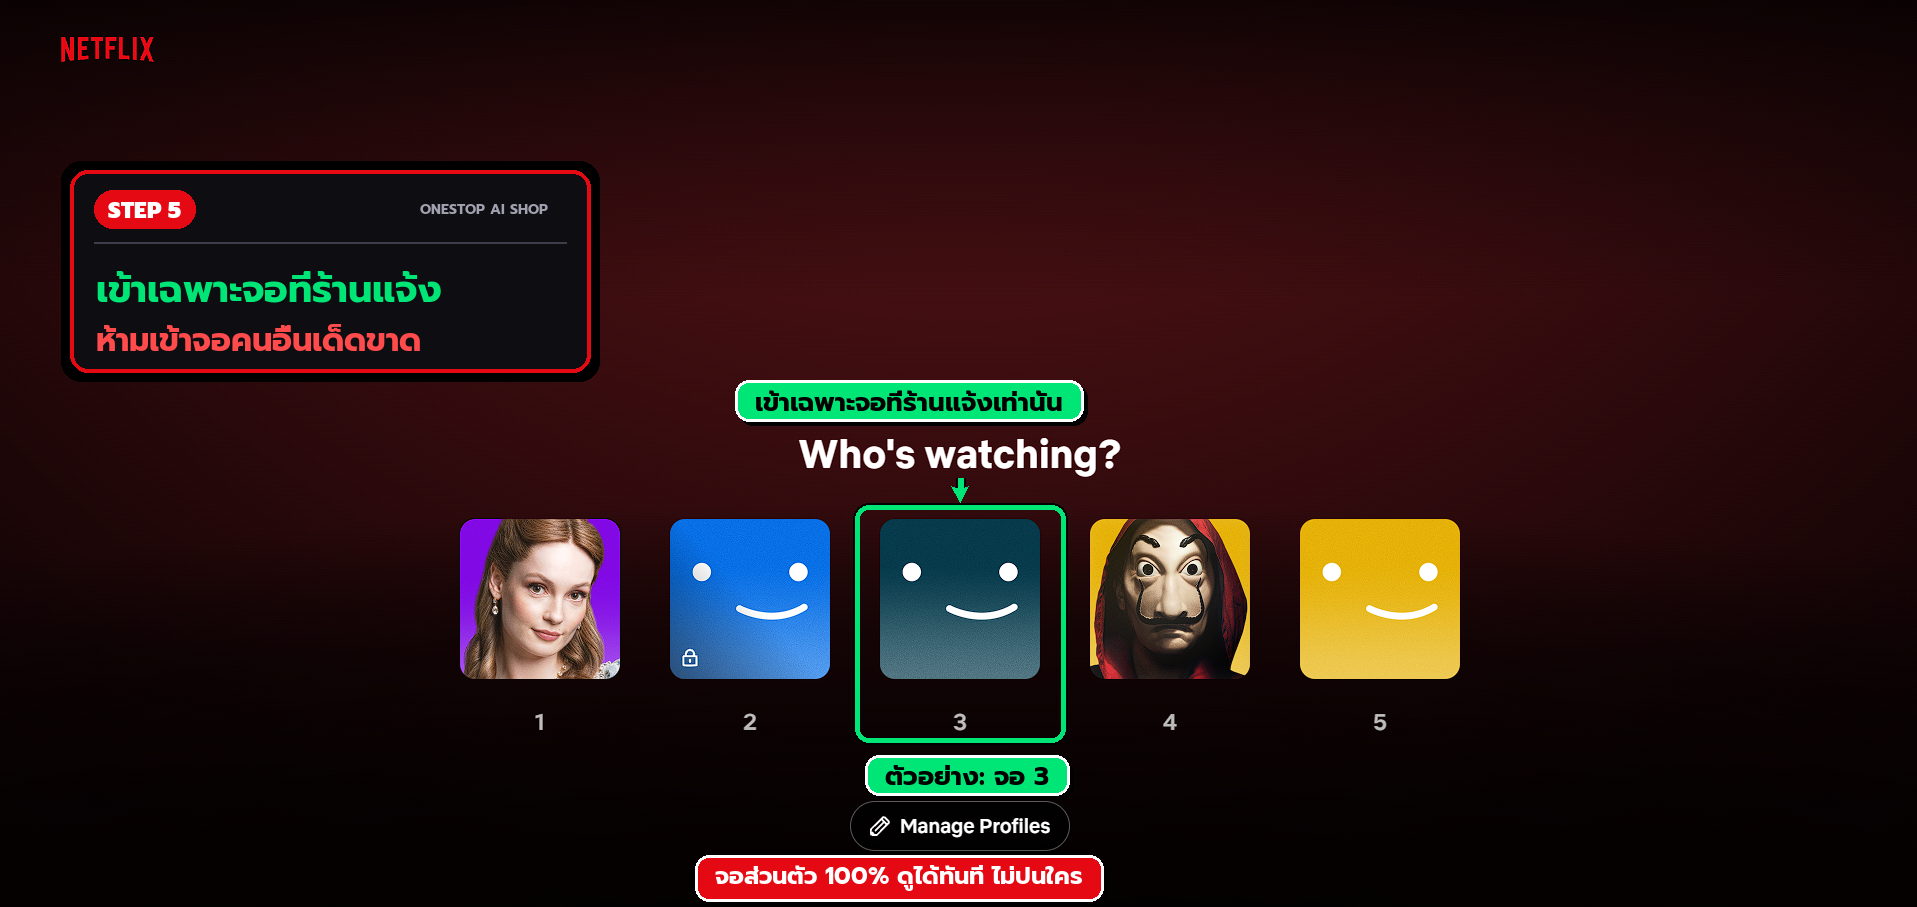 NETFLIX
STEP 5
ONESTOP AI SHOP
เข้าเฉพาะจอที่ร้านแจ้ง
ห้ามเข้าจอคนอื่นเด็ดขาด
เข้าเฉพาะจอที่ร้านแจ้งเท่านั้น
Who's watching?
1
2
3
4
5
ตัวอย่าง: จอ 3
Manage Profiles
จอส่วนตัว 100% ดูได้ทันที ไม่ปนใคร